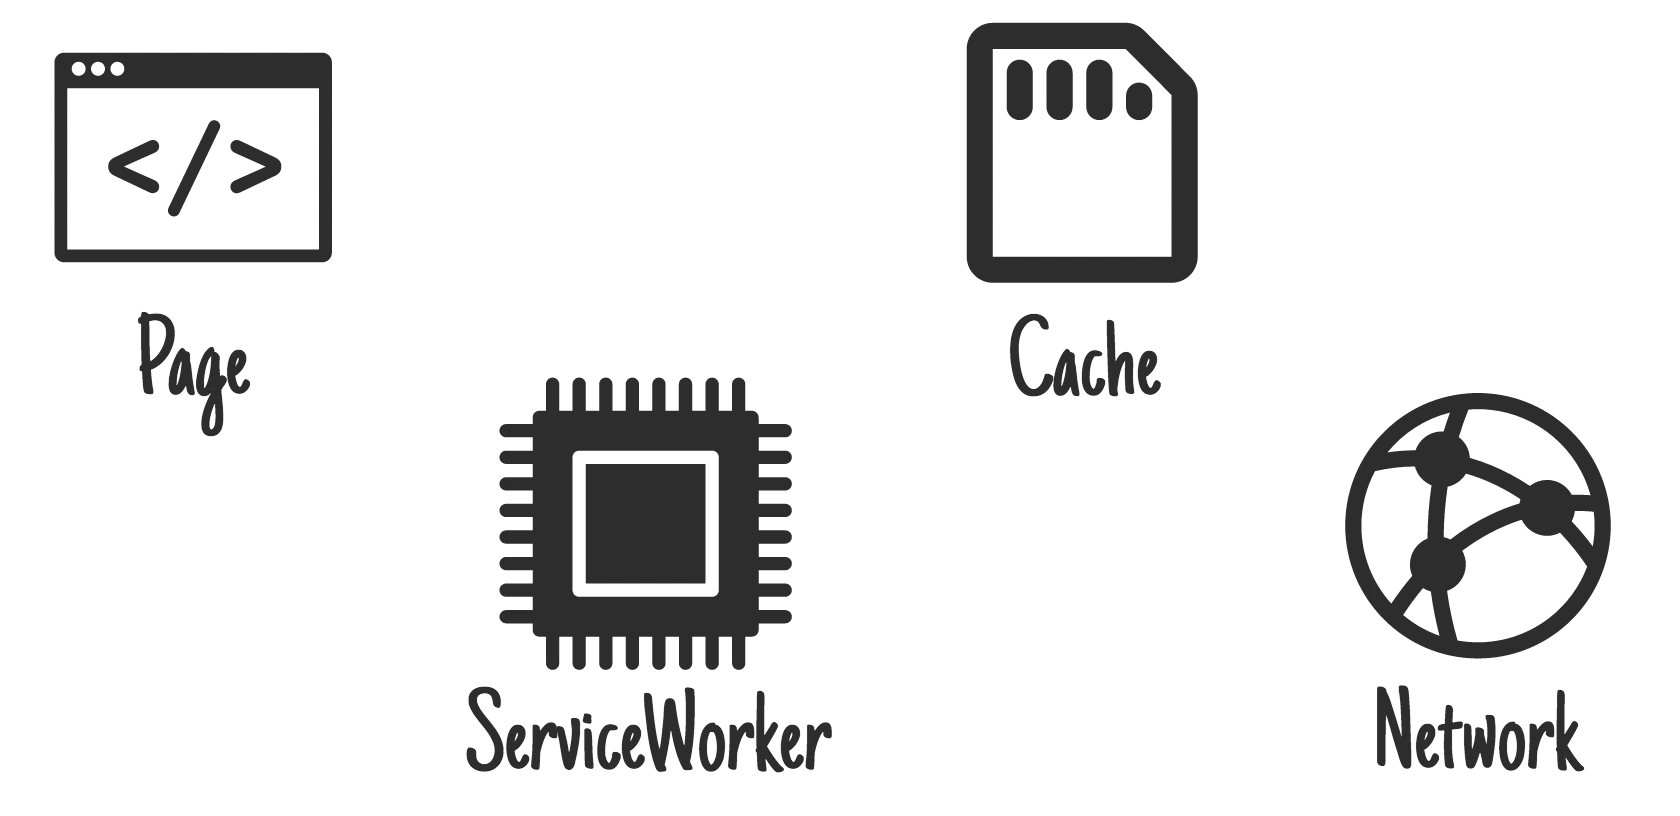 </>
Page
Cache
ServiceWorker
Network